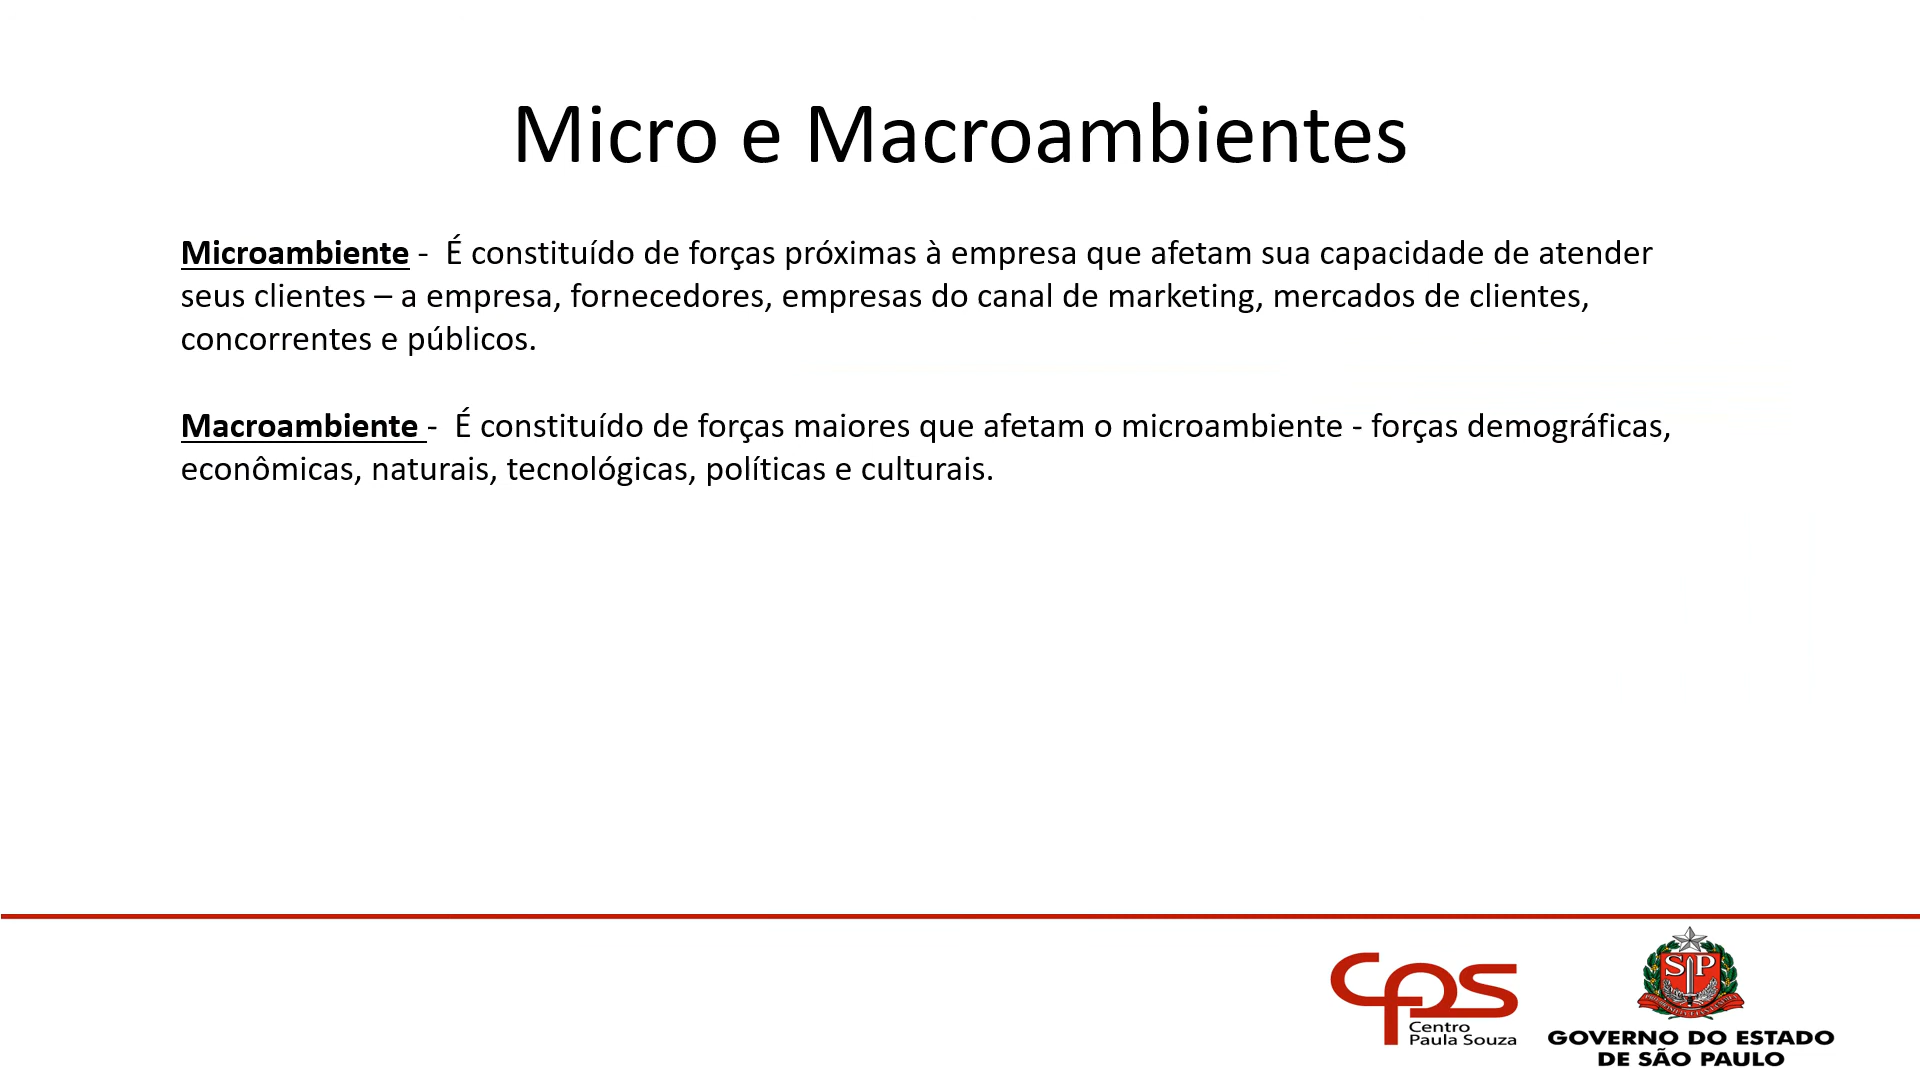 Micro e Macroambientes
Microambiente -  É constituído de forças próximas à empresa que afetam sua capacidade de atender
seus clientes – a empresa, fornecedores, empresas do canal de marketing, mercados de clientes,
concorrentes e públicos.
Macroambiente -  É constituído de forças maiores que afetam o microambiente - forças demográficas,
econômicas, naturais, tecnológicas, políticas e culturais.
cps
Centro
Paula Souza
SP
GOVERNO DO ESTADO
DE SÃO PAULO